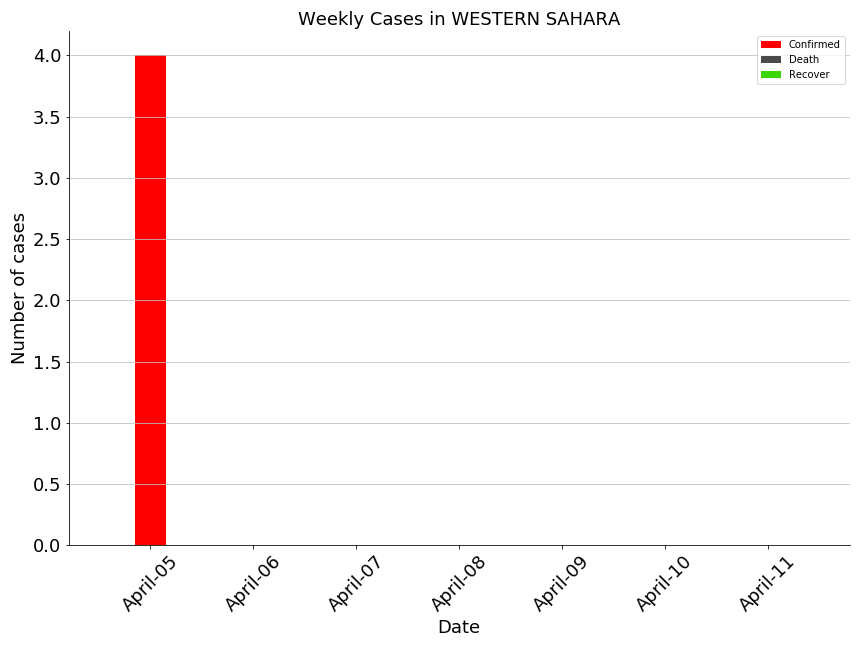 Weekly Cases in WESTERN SAHARA
Confirmed
Death
Recover
Number of cases
4.0
3.5
3.0
2.5
2.0
1.5
1.0
0.5
0.0
April-05 April-06 April-07 April-08 April-09 April-10 April-11
Date